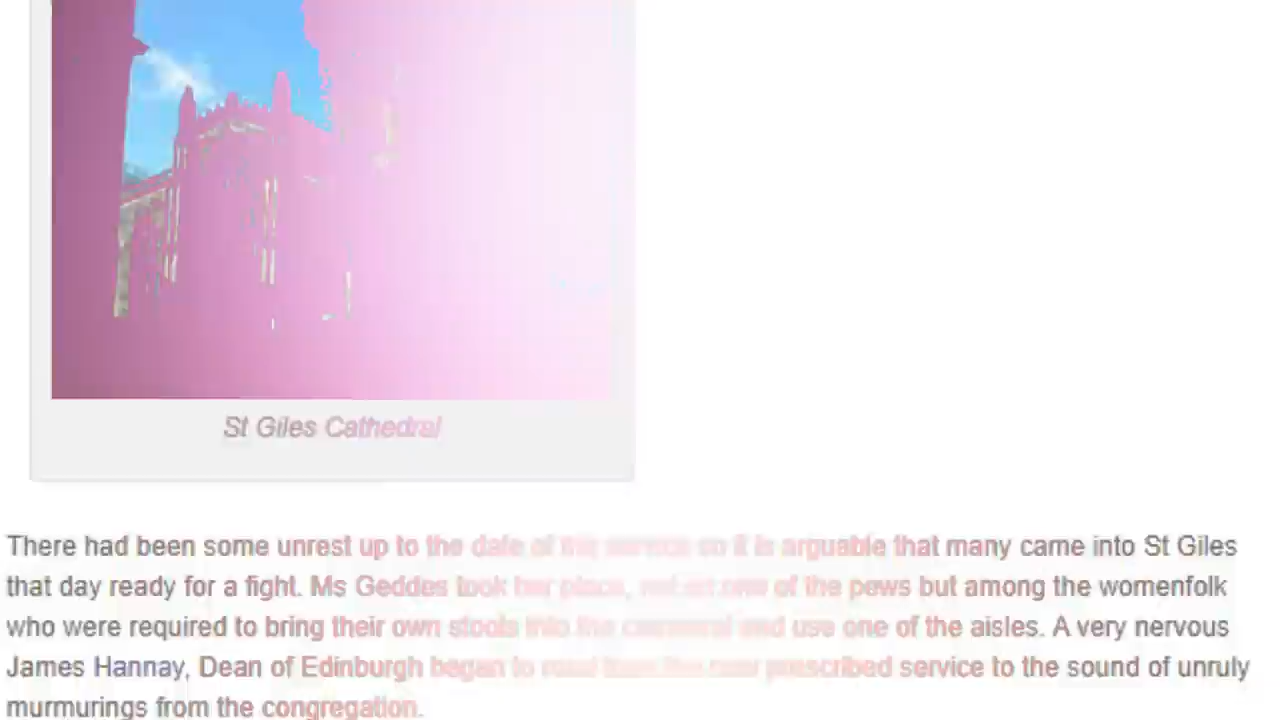 St Giles Cathedral
There had been some unrest up to the date of the service so it is arguable that many came into St Giles
that day ready for a fight. Ms Geddes took her place, not on one of the pews but among the womenfolk
who were required to bring their own stools into the cathedral and use one of the aisles. A very nervous
James Hannay, Dean of Edinburgh began to read from the new prescribed service to the sound of unruly
murmurings from the congregation.